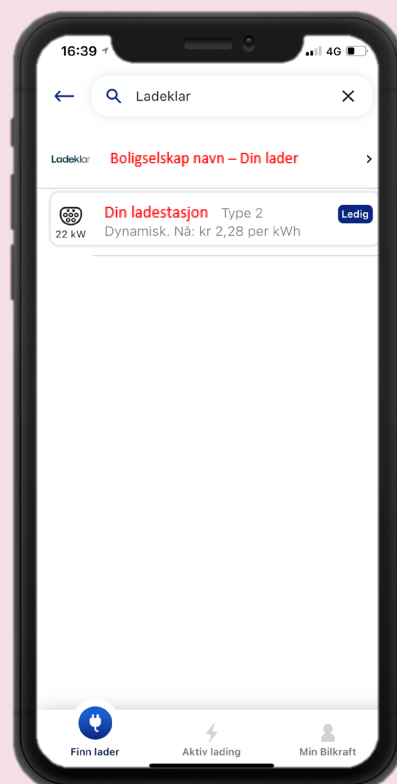 16:39
4G
Ladeklar
Ladeklar
Boligselskap navn – Din lader
Din ladestasjon Type 2
Ledig
22 kW
Dynamisk. Nå: kr 2,28 per kWh
Finn lader
Aktiv lading
Min Bilkraft